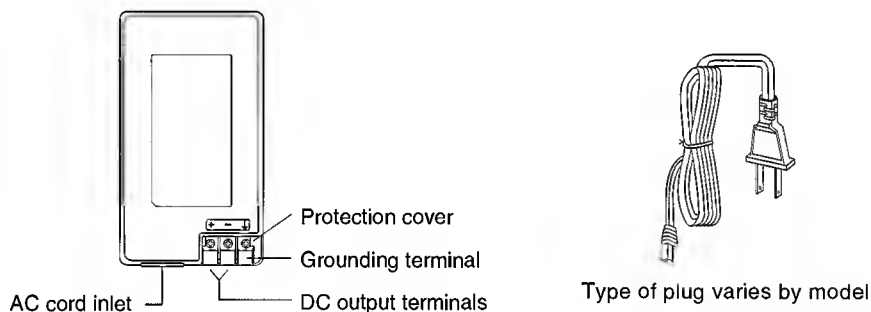 Protection cover
Grounding terminal
AC cord inlet
DC output terminals
Type of plug varies by model